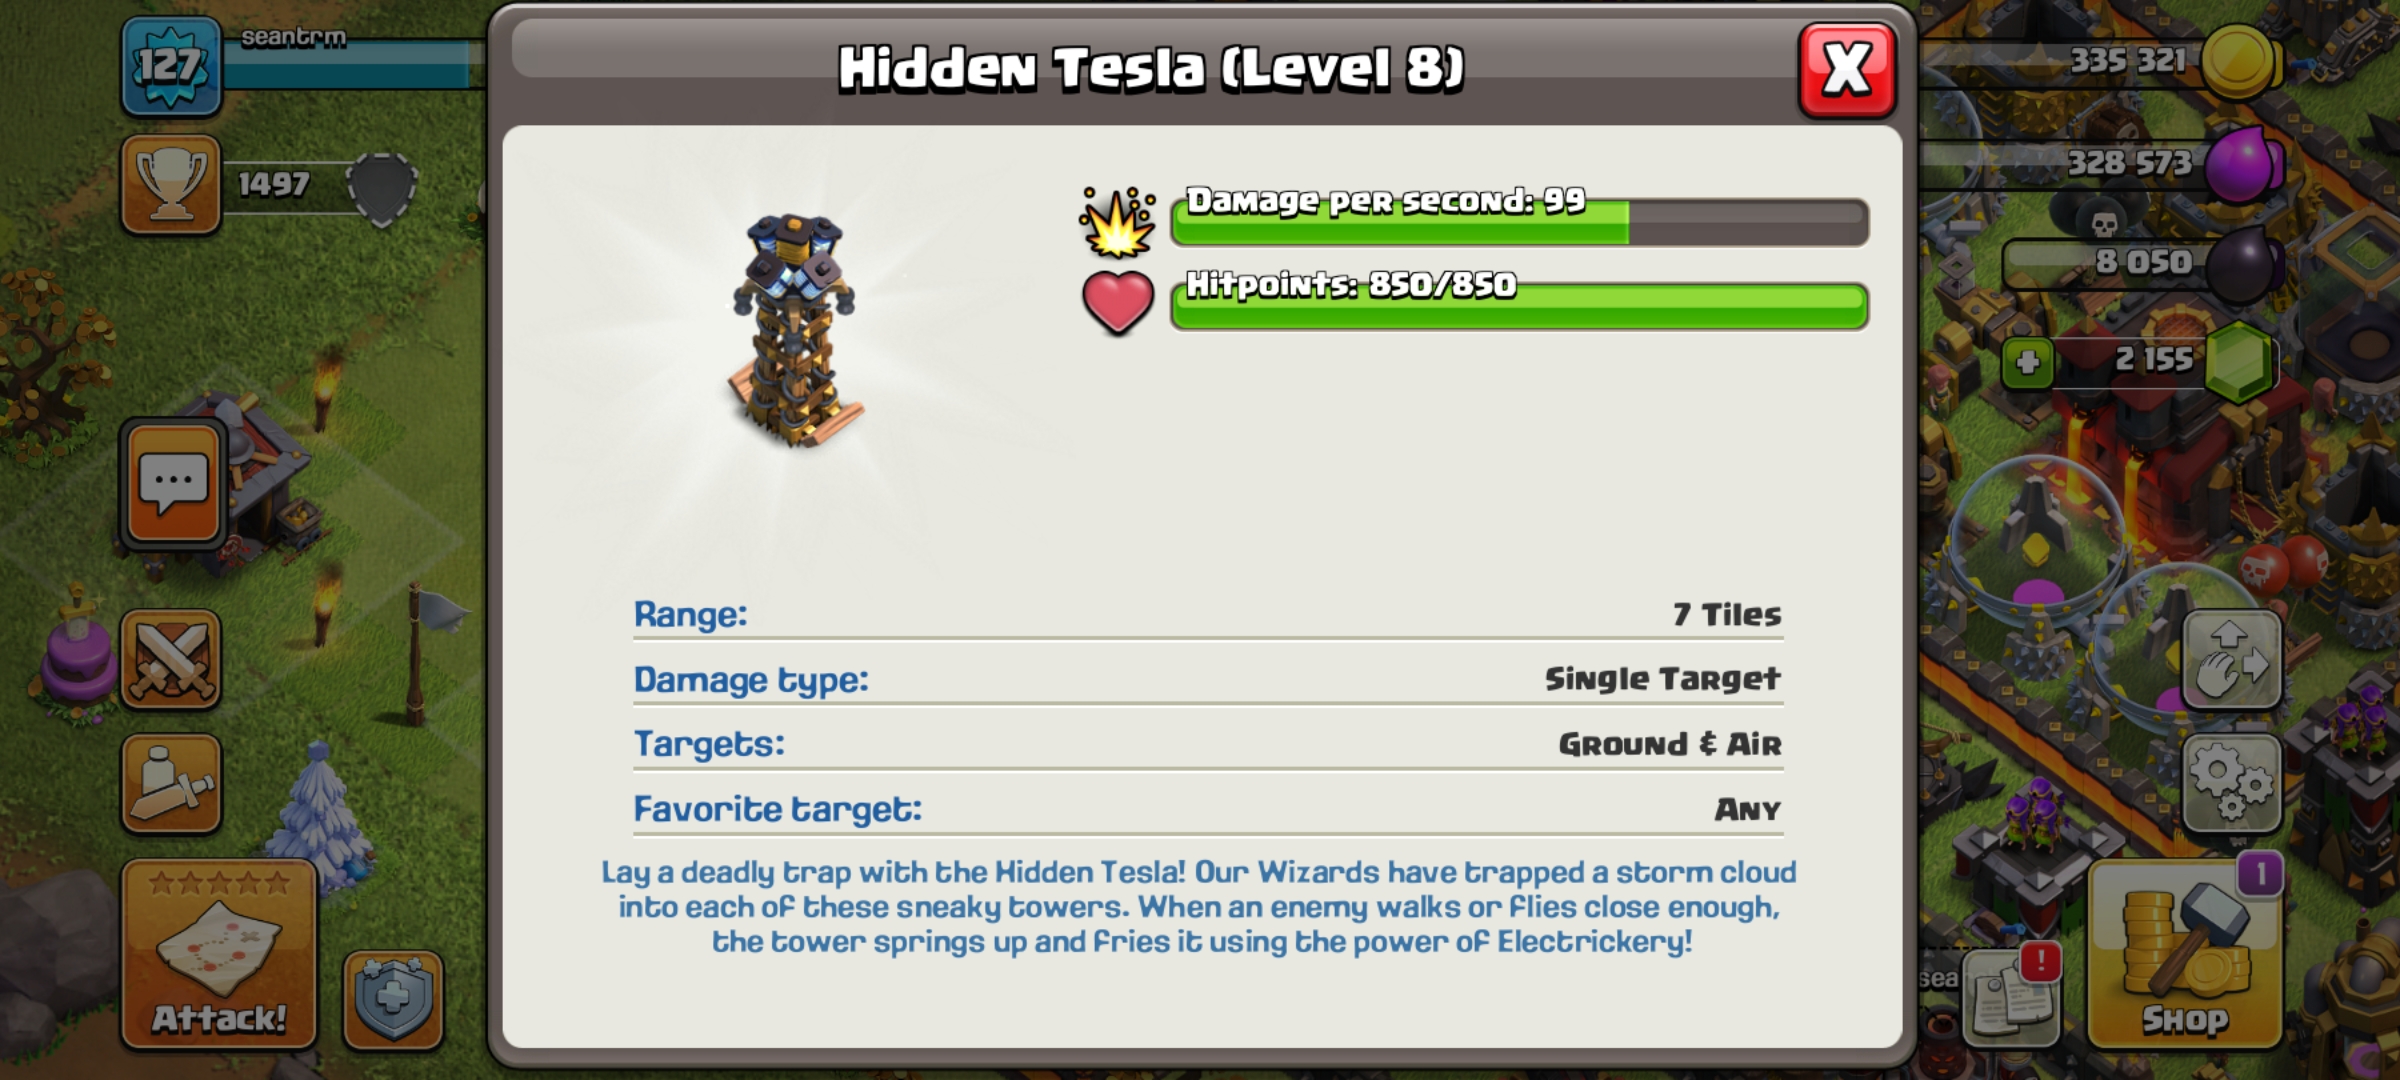 127
seantrm
1497
Hidden Tesla (Level 8)
X
335 321
328 573
8 050
2 155
Damage per second: 99
Hitpoints: 850/850
Range: 7 Tiles
Damage type: Single Target
Targets: Ground & Air
Favorite target: Any
Lay a deadly trap with the Hidden Tesla! Our Wizards have trapped a storm cloud
into each of these sneaky towers. When an enemy walks or flies close enough,
the tower springs up and fries it using the power of Electrickery!
Attack!
sea
!
1
Shop